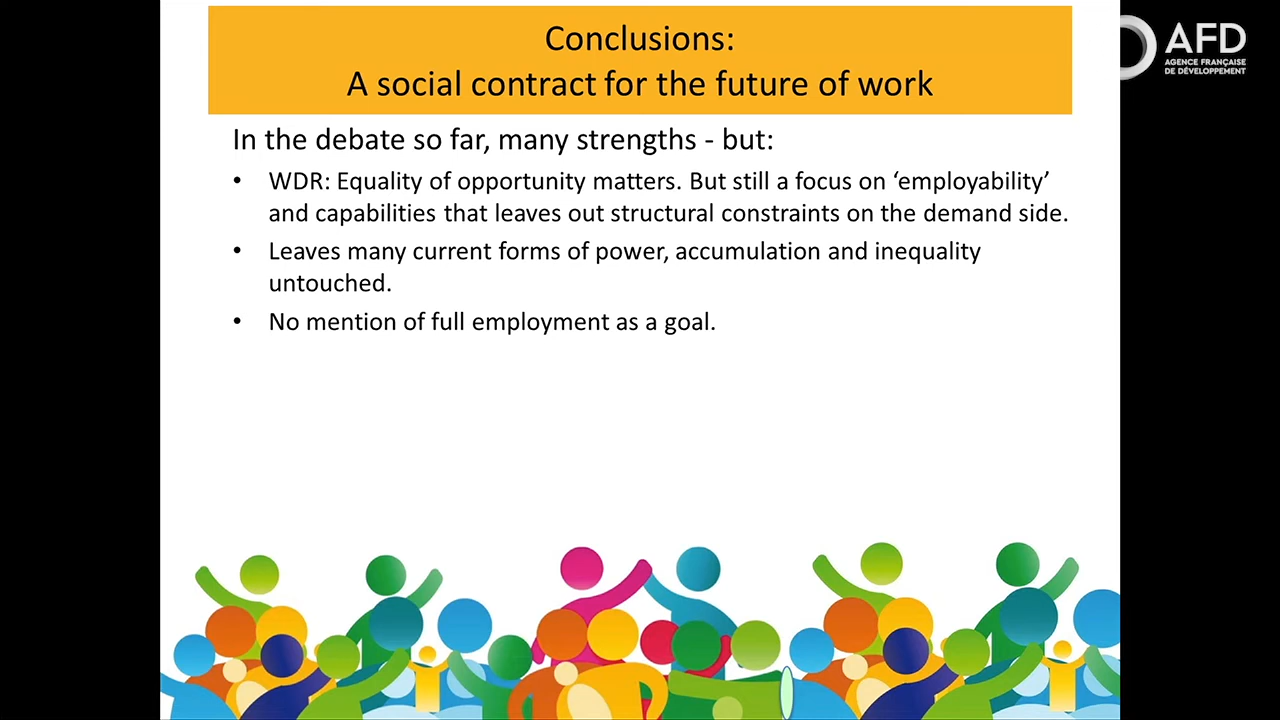 Conclusions:
A social contract for the future of work
AFD
AGENCE FRANÇAISE
DE DÉVELOPPEMENT
In the debate so far, many strengths - but:
• WDR: Equality of opportunity matters. But still a focus on ‘employability’
and capabilities that leaves out structural constraints on the demand side.
• Leaves many current forms of power, accumulation and inequality
untouched.
• No mention of full employment as a goal.